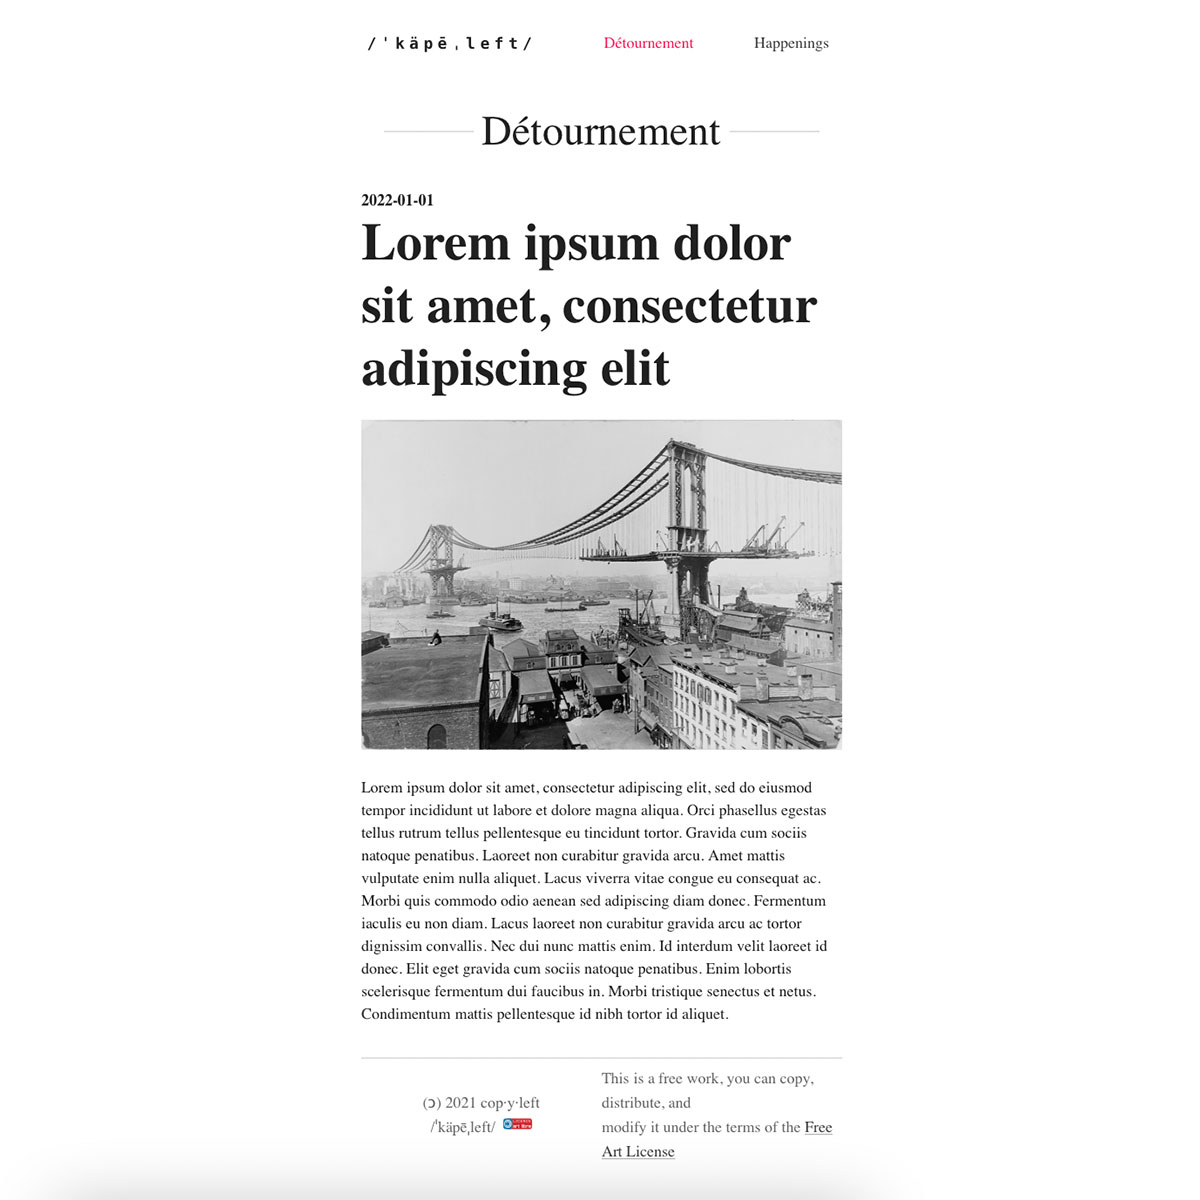 /ˈkäpēˌleft/
Détournement
Happenings
Détournement
2022-01-01
Lorem ipsum dolor
sit amet, consectetur
adipiscing elit
Lorem ipsum dolor sit amet, consectetur adipiscing elit, sed do eiusmod
tempor incididunt ut labore et dolore magna aliqua. Orci phasellus egestas
tellus rutrum tellus pellentesque eu tincidunt tortor. Gravida cum sociis
natoque penatibus. Laoreet non curabitur gravida arcu. Amet mattis
vulputate enim nulla aliquet. Lacus viverra vitae congue eu consequat ac.
Morbi quis commodo odio aenean sed adipiscing diam donec. Fermentum
iaculis eu non diam. Lacus laoreet non curabitur gravida arcu ac tortor
dignissim convallis. Nec dui nunc mattis enim. Id interdum velit laoreet id
donec. Elit eget gravida cum sociis natoque penatibus. Enim lobortis
scelerisque fermentum dui faucibus in. Morbi tristique senectus et netus.
Condimentum mattis pellentesque id nibh tortor id aliquet.
(ↄ) 2021 cop·y·left
/ˈkäpēˌleft/
This is a free work, you can copy,
distribute, and
modify it under the terms of the Free
Art License